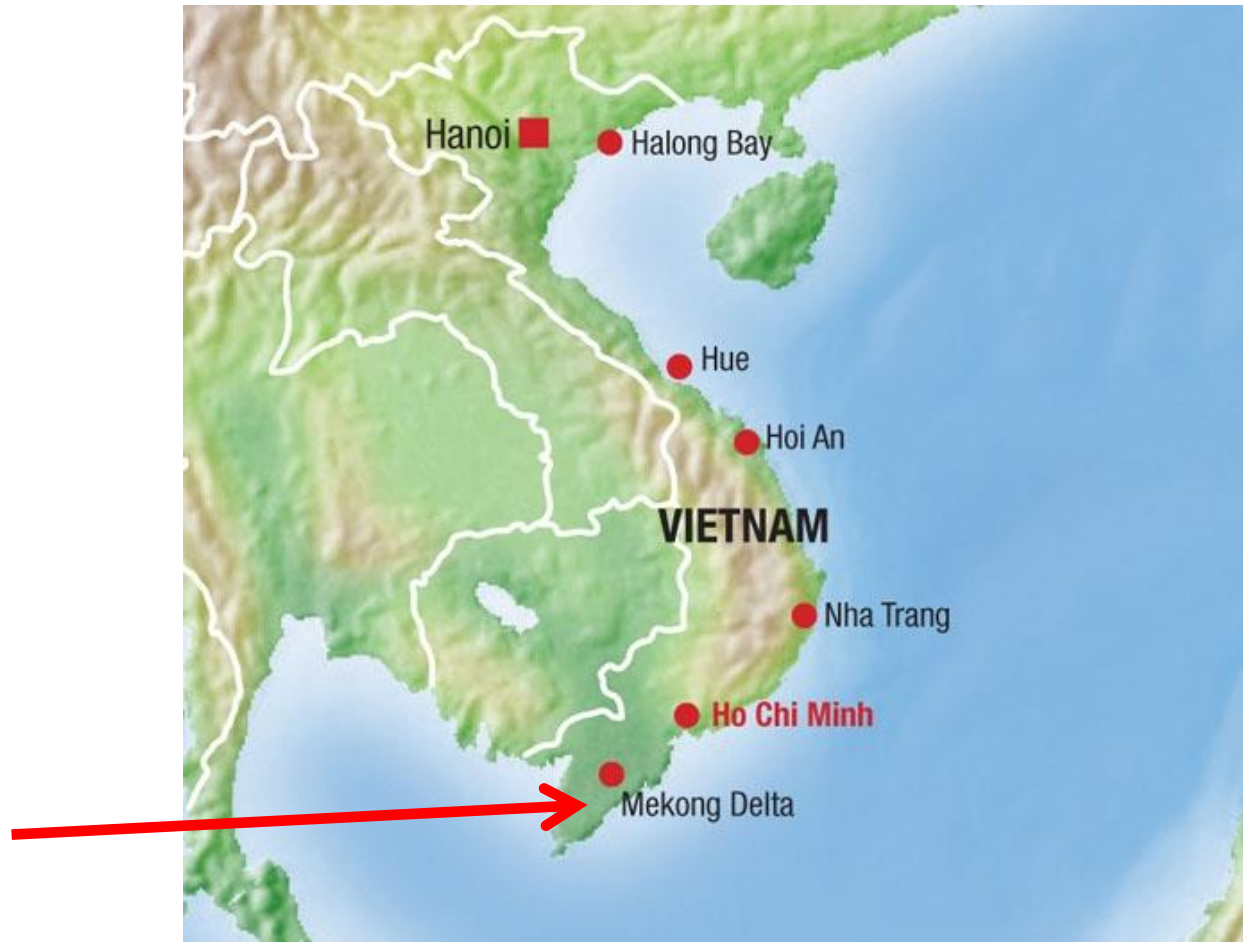 Hanoi
Halong Bay
Hue
Hoi An
VIETNAM
Nha Trang
Ho Chi Minh
Mekong Delta